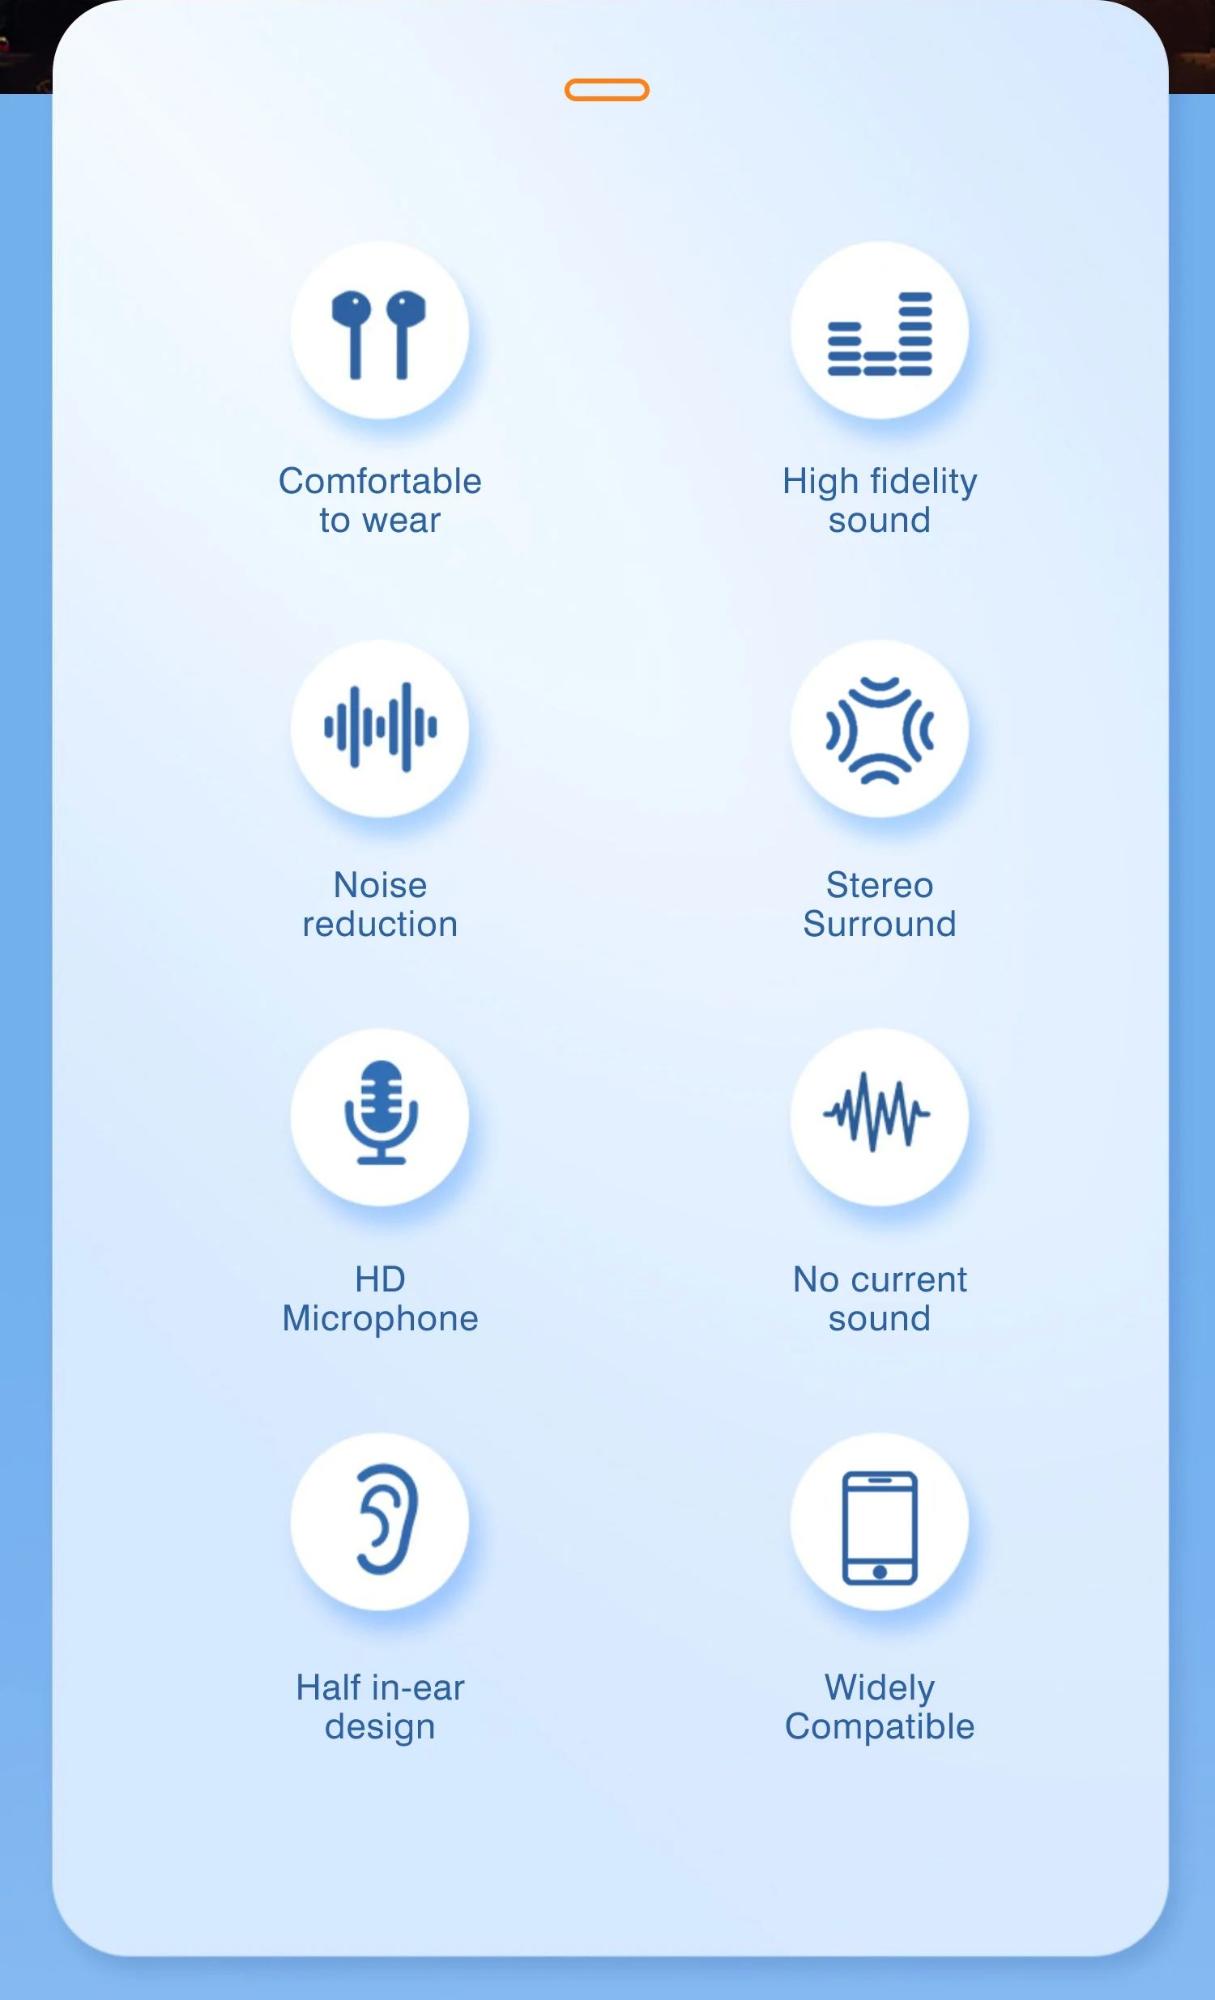 Comfortable
to wear
High fidelity
sound
Noise
reduction
Stereo
Surround
HD
Microphone
No current
sound
Half in-ear
design
Widely
Compatible